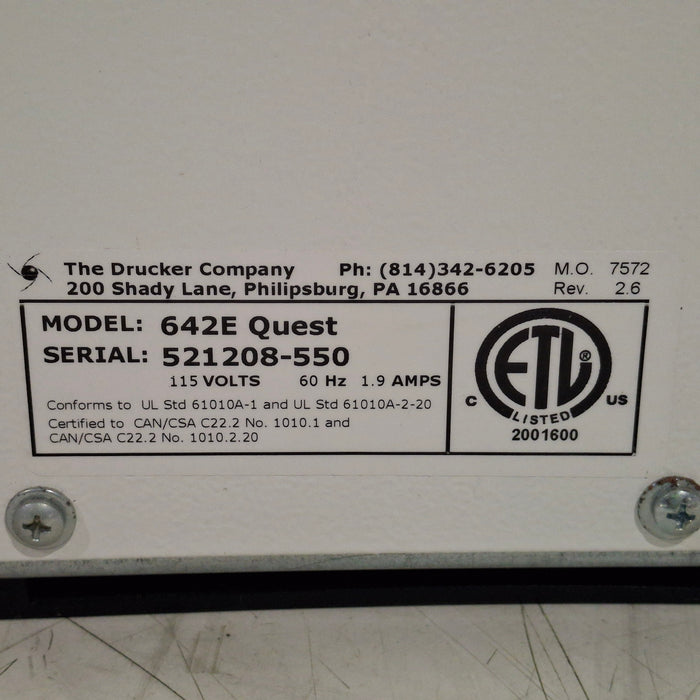 The Drucker Company Ph: (814)342-6205 M.O. 7572
200 Shady Lane, Philipsburg, PA 16866 Rev. 2.6
MODEL: 642E Quest
SERIAL: 521208-550
115 VOLTS 60 Hz 1.9 AMPS
Conforms to UL Std 61010A-1 and UL Std 61010A-2-20
Certified to CAN/CSA C22.2 No. 1010.1 and
CAN/CSA C22.2 No. 1010.2.20
ETL ®
C US
LISTED
2001600